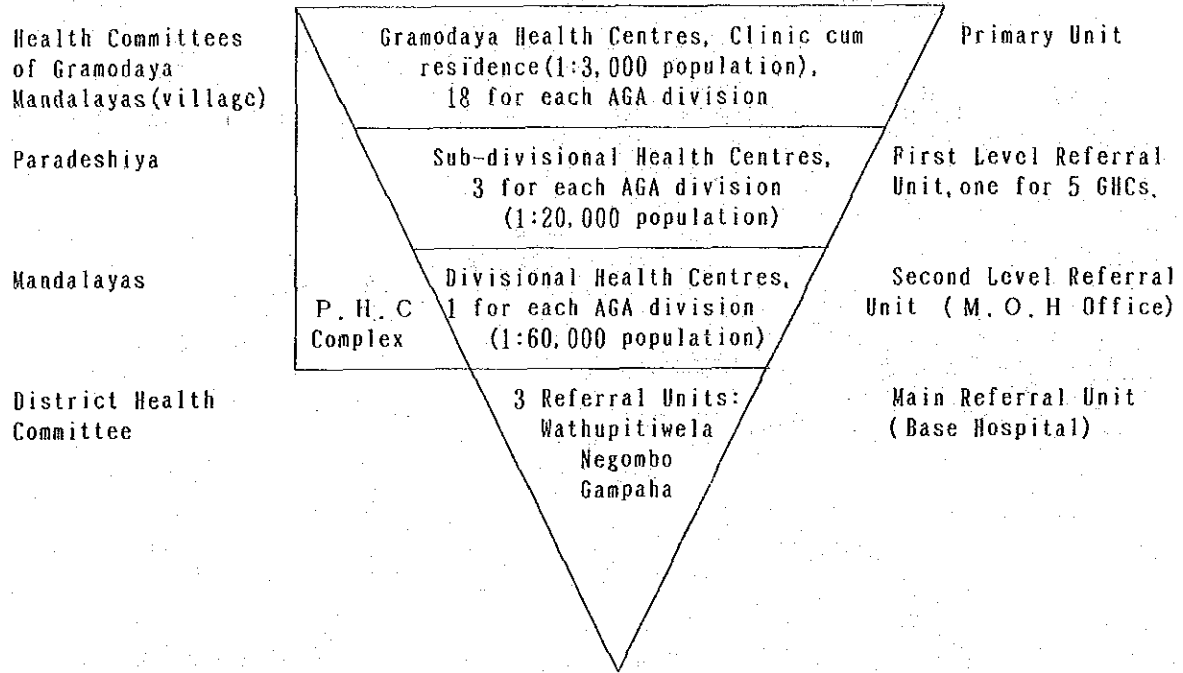 Health Committees
of Gramodaya
Mandalayas(village)
Gramodaya Health Centres, Clinic cum
residence(1:3,000 population),
18 for each AGA division
Primary Unit
Paradeshiya
Sub-divisional Health Centres,
3 for each AGA division
(1:20,000 population)
First Level Referral
Unit,one for 5 GHCs.
Mandalayas
P.H.C
Complex
Divisional Health Centres,
1 for each AGA division
(1:60,000 population)
Second Level Referral
Unit (M.O.H Office)
District Health
Committee
3 Referral Units:
Wathupitiwela
Negombo
Gampaha
Main Referral Unit
(Base Hospital)